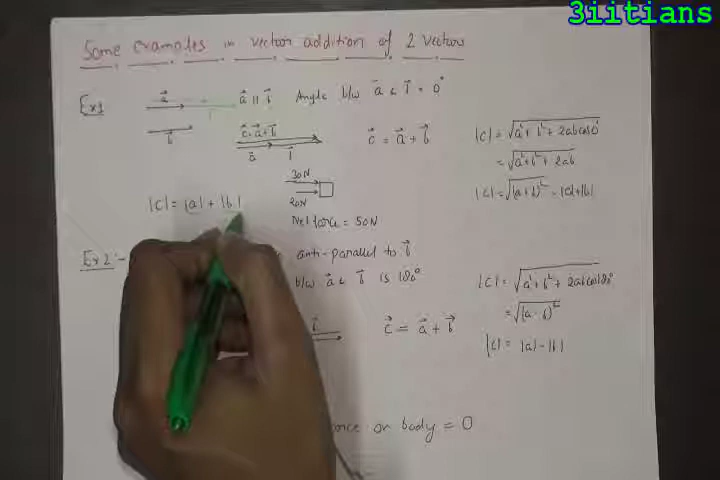 3iitians
Some examples in vector addition of 2 vectors
Ex1
a⃗
a⃗ || b⃗ Angle b/w a⃗ & b⃗ = 0°
b⃗
c⃗ = a⃗ + b⃗
a⃗ b⃗
c⃗ = a⃗ + b⃗
|c| = √a² + b² + 2ab cos0°
= √a² + b² + 2ab
|c| = √(a+b)² = |a|+|b|
30N
20N
Net force = 50N
|c| = |a| + |b|
Ex2:-
anti-parallel to b⃗
b/w a⃗ & b⃗ is 180°
b⃗
c⃗ = a⃗ + b⃗
|c| = √a² + b² + 2ab cos180°
= √(a - b)²
|c| = |a| - |b|
on body = 0